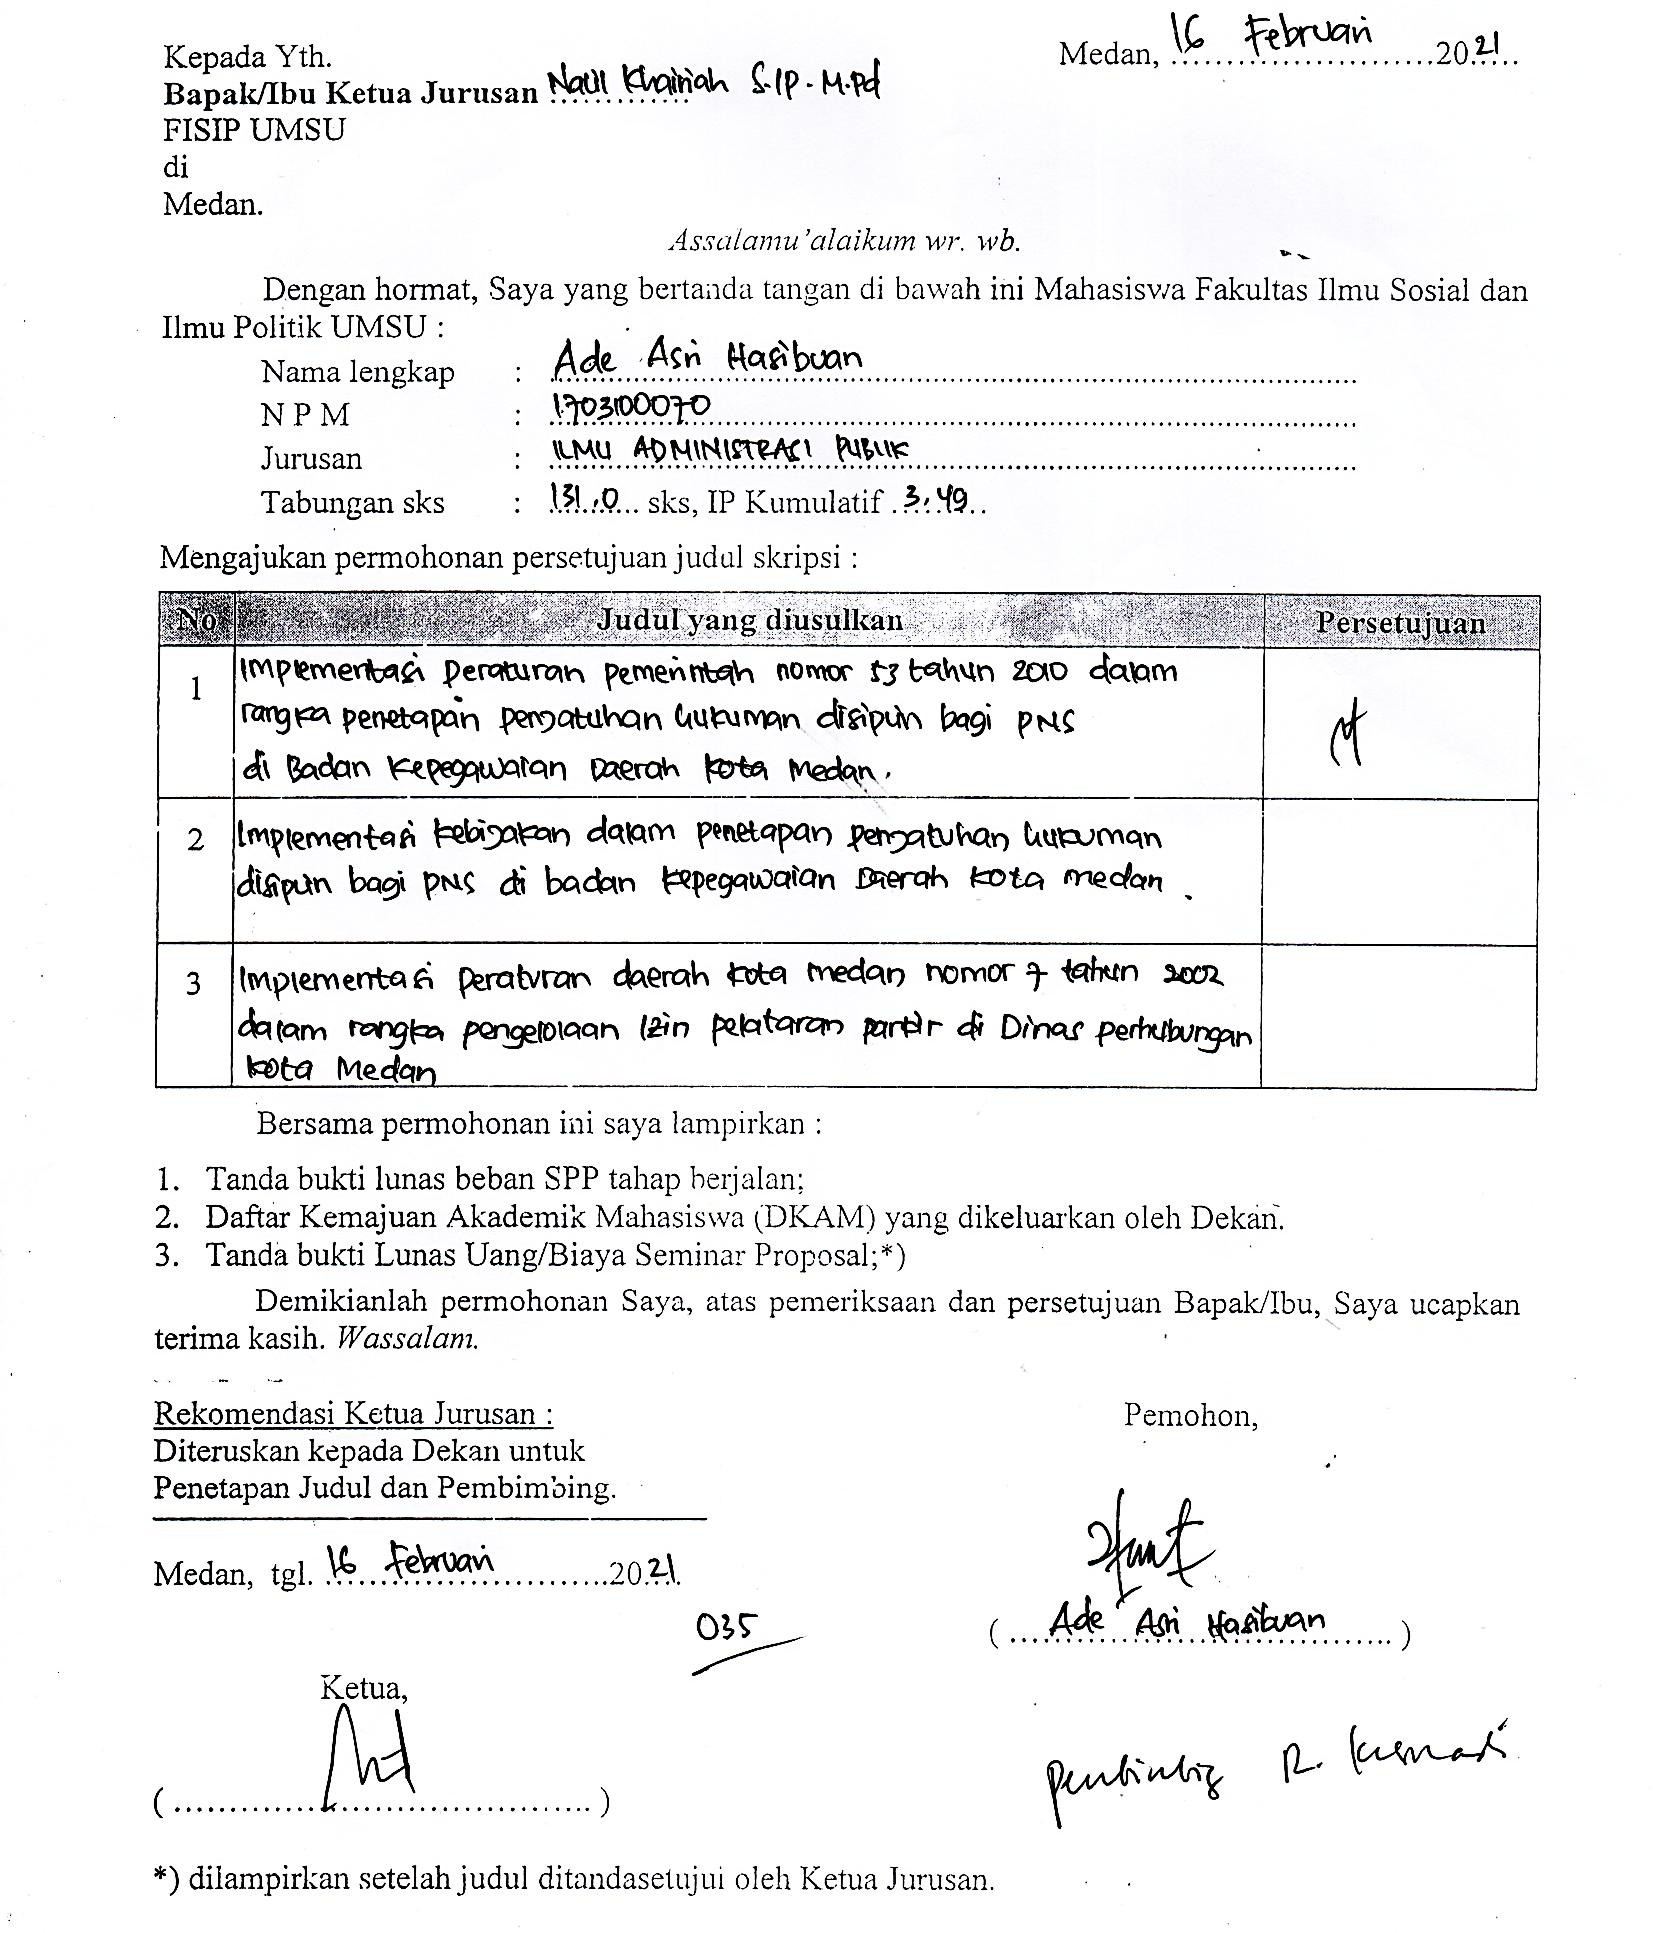 Medan, 16 Februari 2021
Kepada Yth.
Bapak/Ibu Ketua Jurusan Nalil Khairiah S.IP. M.Pd
FISIP UMSU
di
Medan.
Assalamu'alaikum wr. wb.
Dengan hormat, Saya yang bertanda tangan di bawah ini Mahasiswa Fakultas Ilmu Sosial dan
Ilmu Politik UMSU :
Nama lengkap : Ade Asri Hasibuan
N P M : 1703100070
Jurusan : ILMU ADMINISTRASI PUBLIK
Tabungan sks : 131,0 sks, IP Kumulatif 3,49
Mengajukan permohonan persetujuan judul skripsi :
No Judul yang diusulkan Persetujuan
1 Implementasi Peraturan Pemerintah nomor 53 tahun 2010 dalam
rangka penetapan penjatuhan hukuman disiplin bagi PNS
di Badan Kepegawaian Daerah Kota Medan.
2 Implementasi kebijakan dalam penetapan penjatuhan hukuman
disiplin bagi PNS di badan kepegawaian Daerah kota medan.
3 Implementasi peraturan daerah kota medan nomor 7 tahun 2002
dalam rangka pengelolaan izin pelataran parkir di Dinas perhubungan
kota Medan
Bersama permohonan ini saya lampirkan :
1. Tanda bukti lunas beban SPP tahap berjalan;
2. Daftar Kemajuan Akademik Mahasiswa (DKAM) yang dikeluarkan oleh Dekan.
3. Tanda bukti Lunas Uang/Biaya Seminar Proposal;*)
Demikianlah permohonan Saya, atas pemeriksaan dan persetujuan Bapak/Ibu, Saya ucapkan
terima kasih. Wassalam.
Rekomendasi Ketua Jurusan :
Diteruskan kepada Dekan untuk
Penetapan Judul dan Pembimbing.
Medan, tgl. 16 Februari 2021
Pemohon,
(Ade Asri Hasibuan)
035
Ketua,
(..........)
Pembimbing R. Kusnadi
*) dilampirkan setelah judul ditandasetujui oleh Ketua Jurusan.